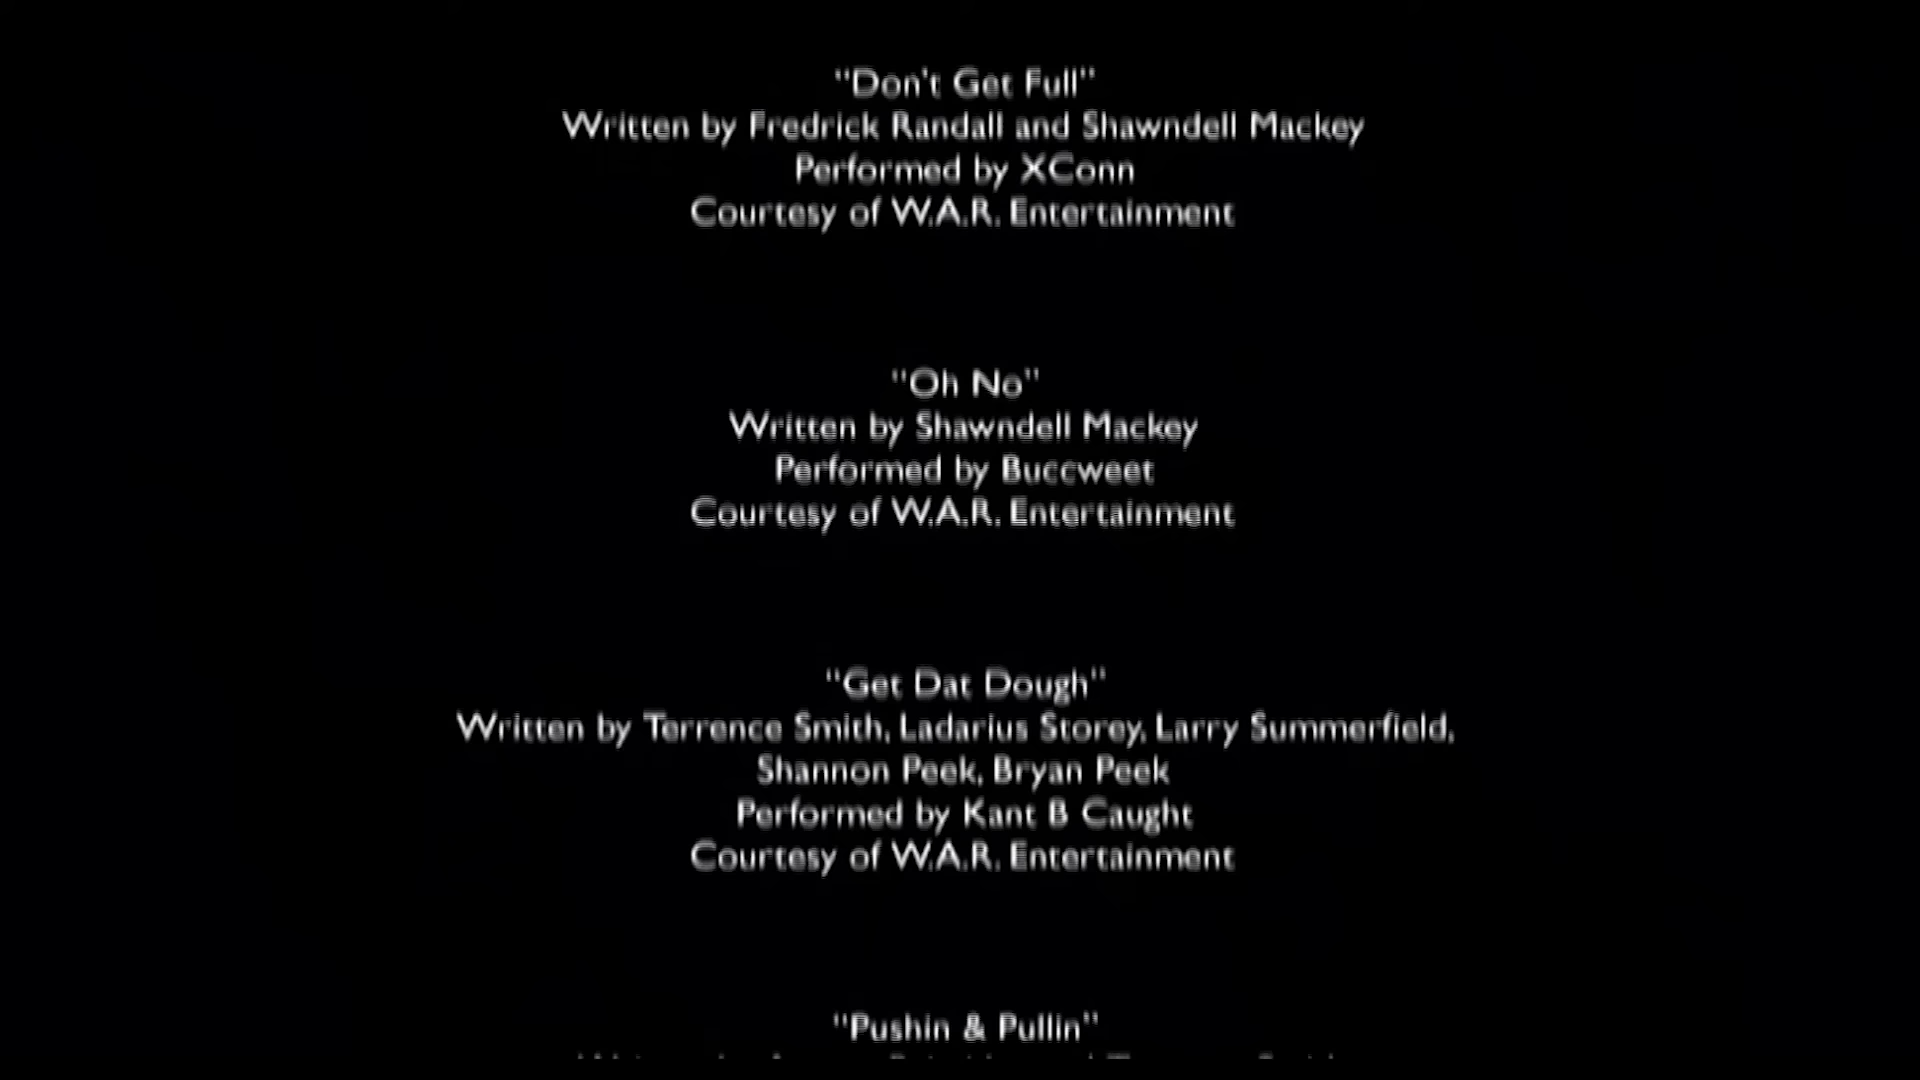 "Don't Get Full"
Written by Fredrick Randall and Shawndell Mackey
Performed by XConn
Courtesy of W.A.R. Entertainment
"Oh No"
Written by Shawndell Mackey
Performed by Buccweet
Courtesy of W.A.R. Entertainment
"Get Dat Dough"
Written by Terrence Smith, Ladarius Storey, Larry Summerfield,
Shannon Peek, Bryan Peek
Performed by Kant B Caught
Courtesy of W.A.R. Entertainment
"Pushin & Pullin"